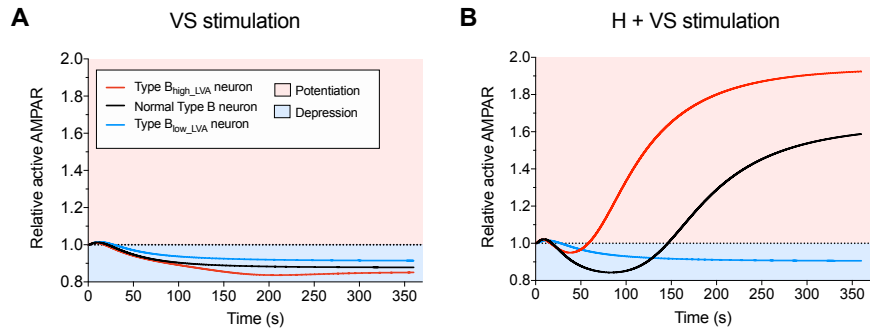 A
VS stimulation
Relative active AMPAR
2.0
1.8
1.6
1.4
1.2
1.0
0.8
Type Bhigh_LVA neuron
Normal Type B neuron
Type Blow_LVA neuron
Potentiation
Depression
0 50 100 150 200 250 300 350
Time (s)
B
H + VS stimulation
Relative active AMPAR
2.0
1.8
1.6
1.4
1.2
1.0
0.8
0 50 100 150 200 250 300 350
Time (s)